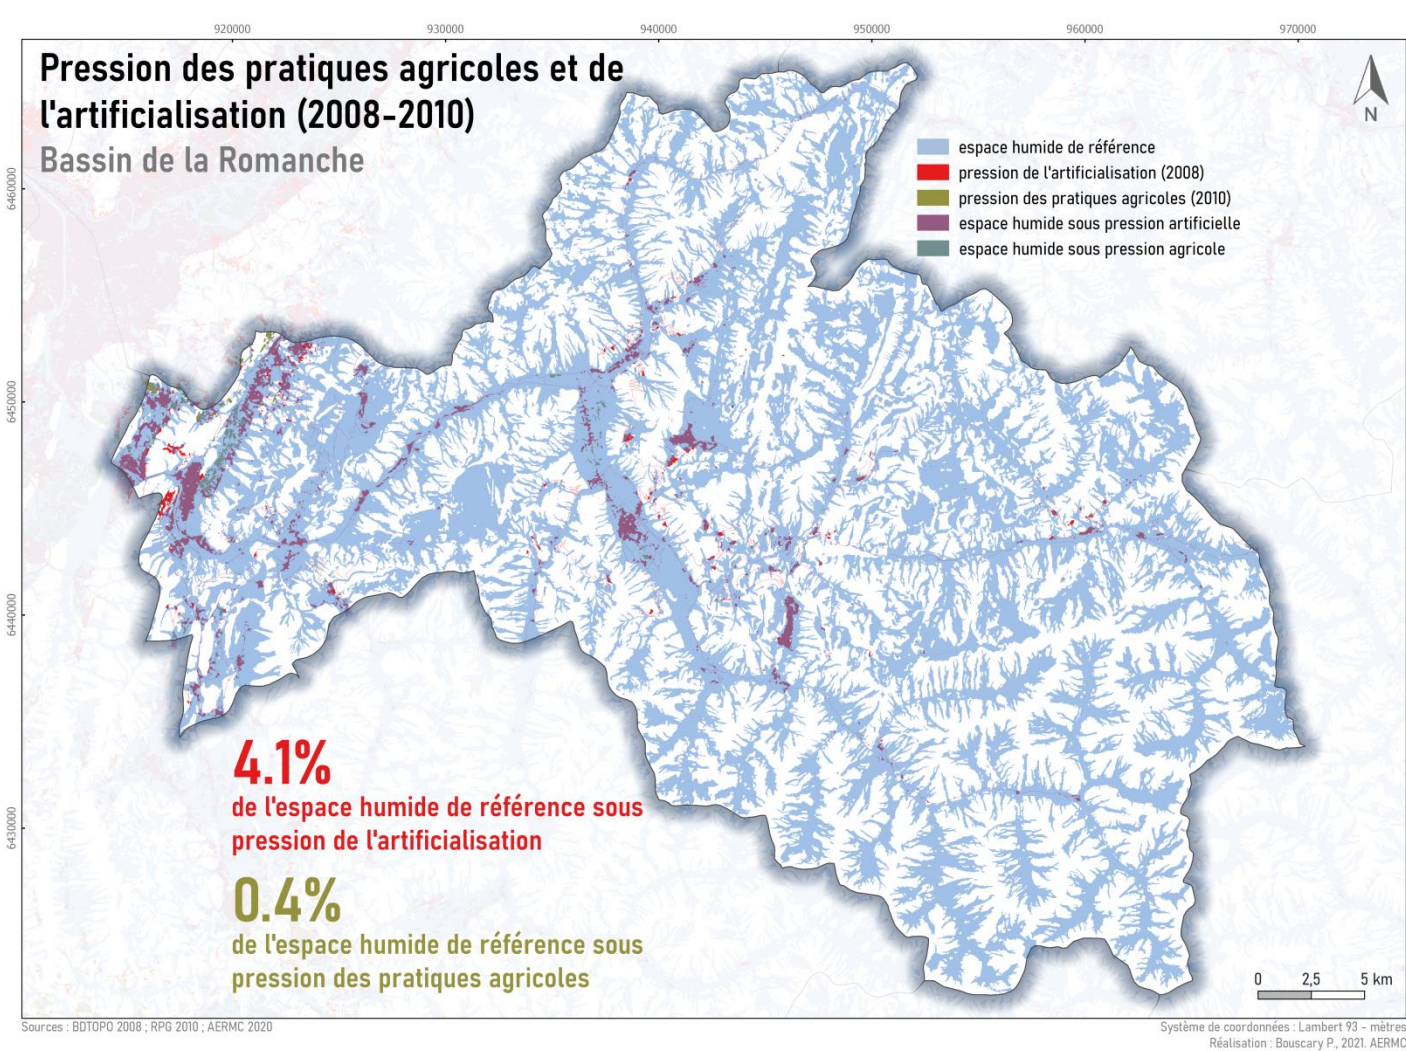 920000 930000 940000 950000 960000 970000
Pression des pratiques agricoles et de
l'artificialisation (2008-2010)
Bassin de la Romanche
N
espace humide de référence
pression de l'artificialisation (2008)
pression des pratiques agricoles (2010)
espace humide sous pression artificielle
espace humide sous pression agricole
6460000
6450000
6440000
6430000
4.1%
de l'espace humide de référence sous
pression de l'artificialisation
0.4%
de l'espace humide de référence sous
pression des pratiques agricoles
0 2,5 5 km
Sources : BDTOPO 2008 ; RPG 2010 ; AERMC 2020
Système de coordonnées : Lambert 93 - mètres
Réalisation : Bouscary P., 2021. AERMC